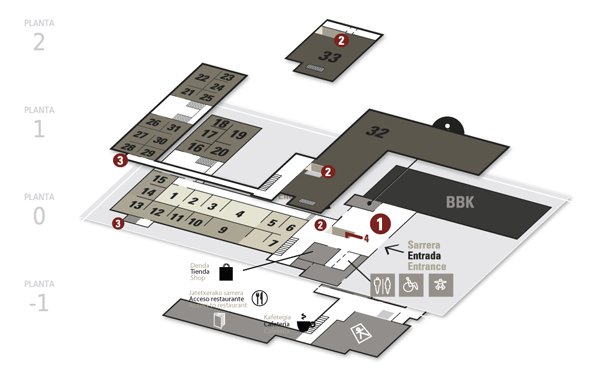 PLANTA
2
2
33
22 23
21 24
25
PLANTA
1
26 31
27 30
28 29
18
17 19
16 20
32
3
2
PLANTA
0
15
14
13
1 2 3 4 5 6
12 11 10 9 7
BBK
3
2
1
4
Sarrera
Entrada
Entrance
Denda
Tienda
Shop
PLANTA
-1
Jatetxerako sarrera
Acceso restaurante
Kafetegia
Cafetería